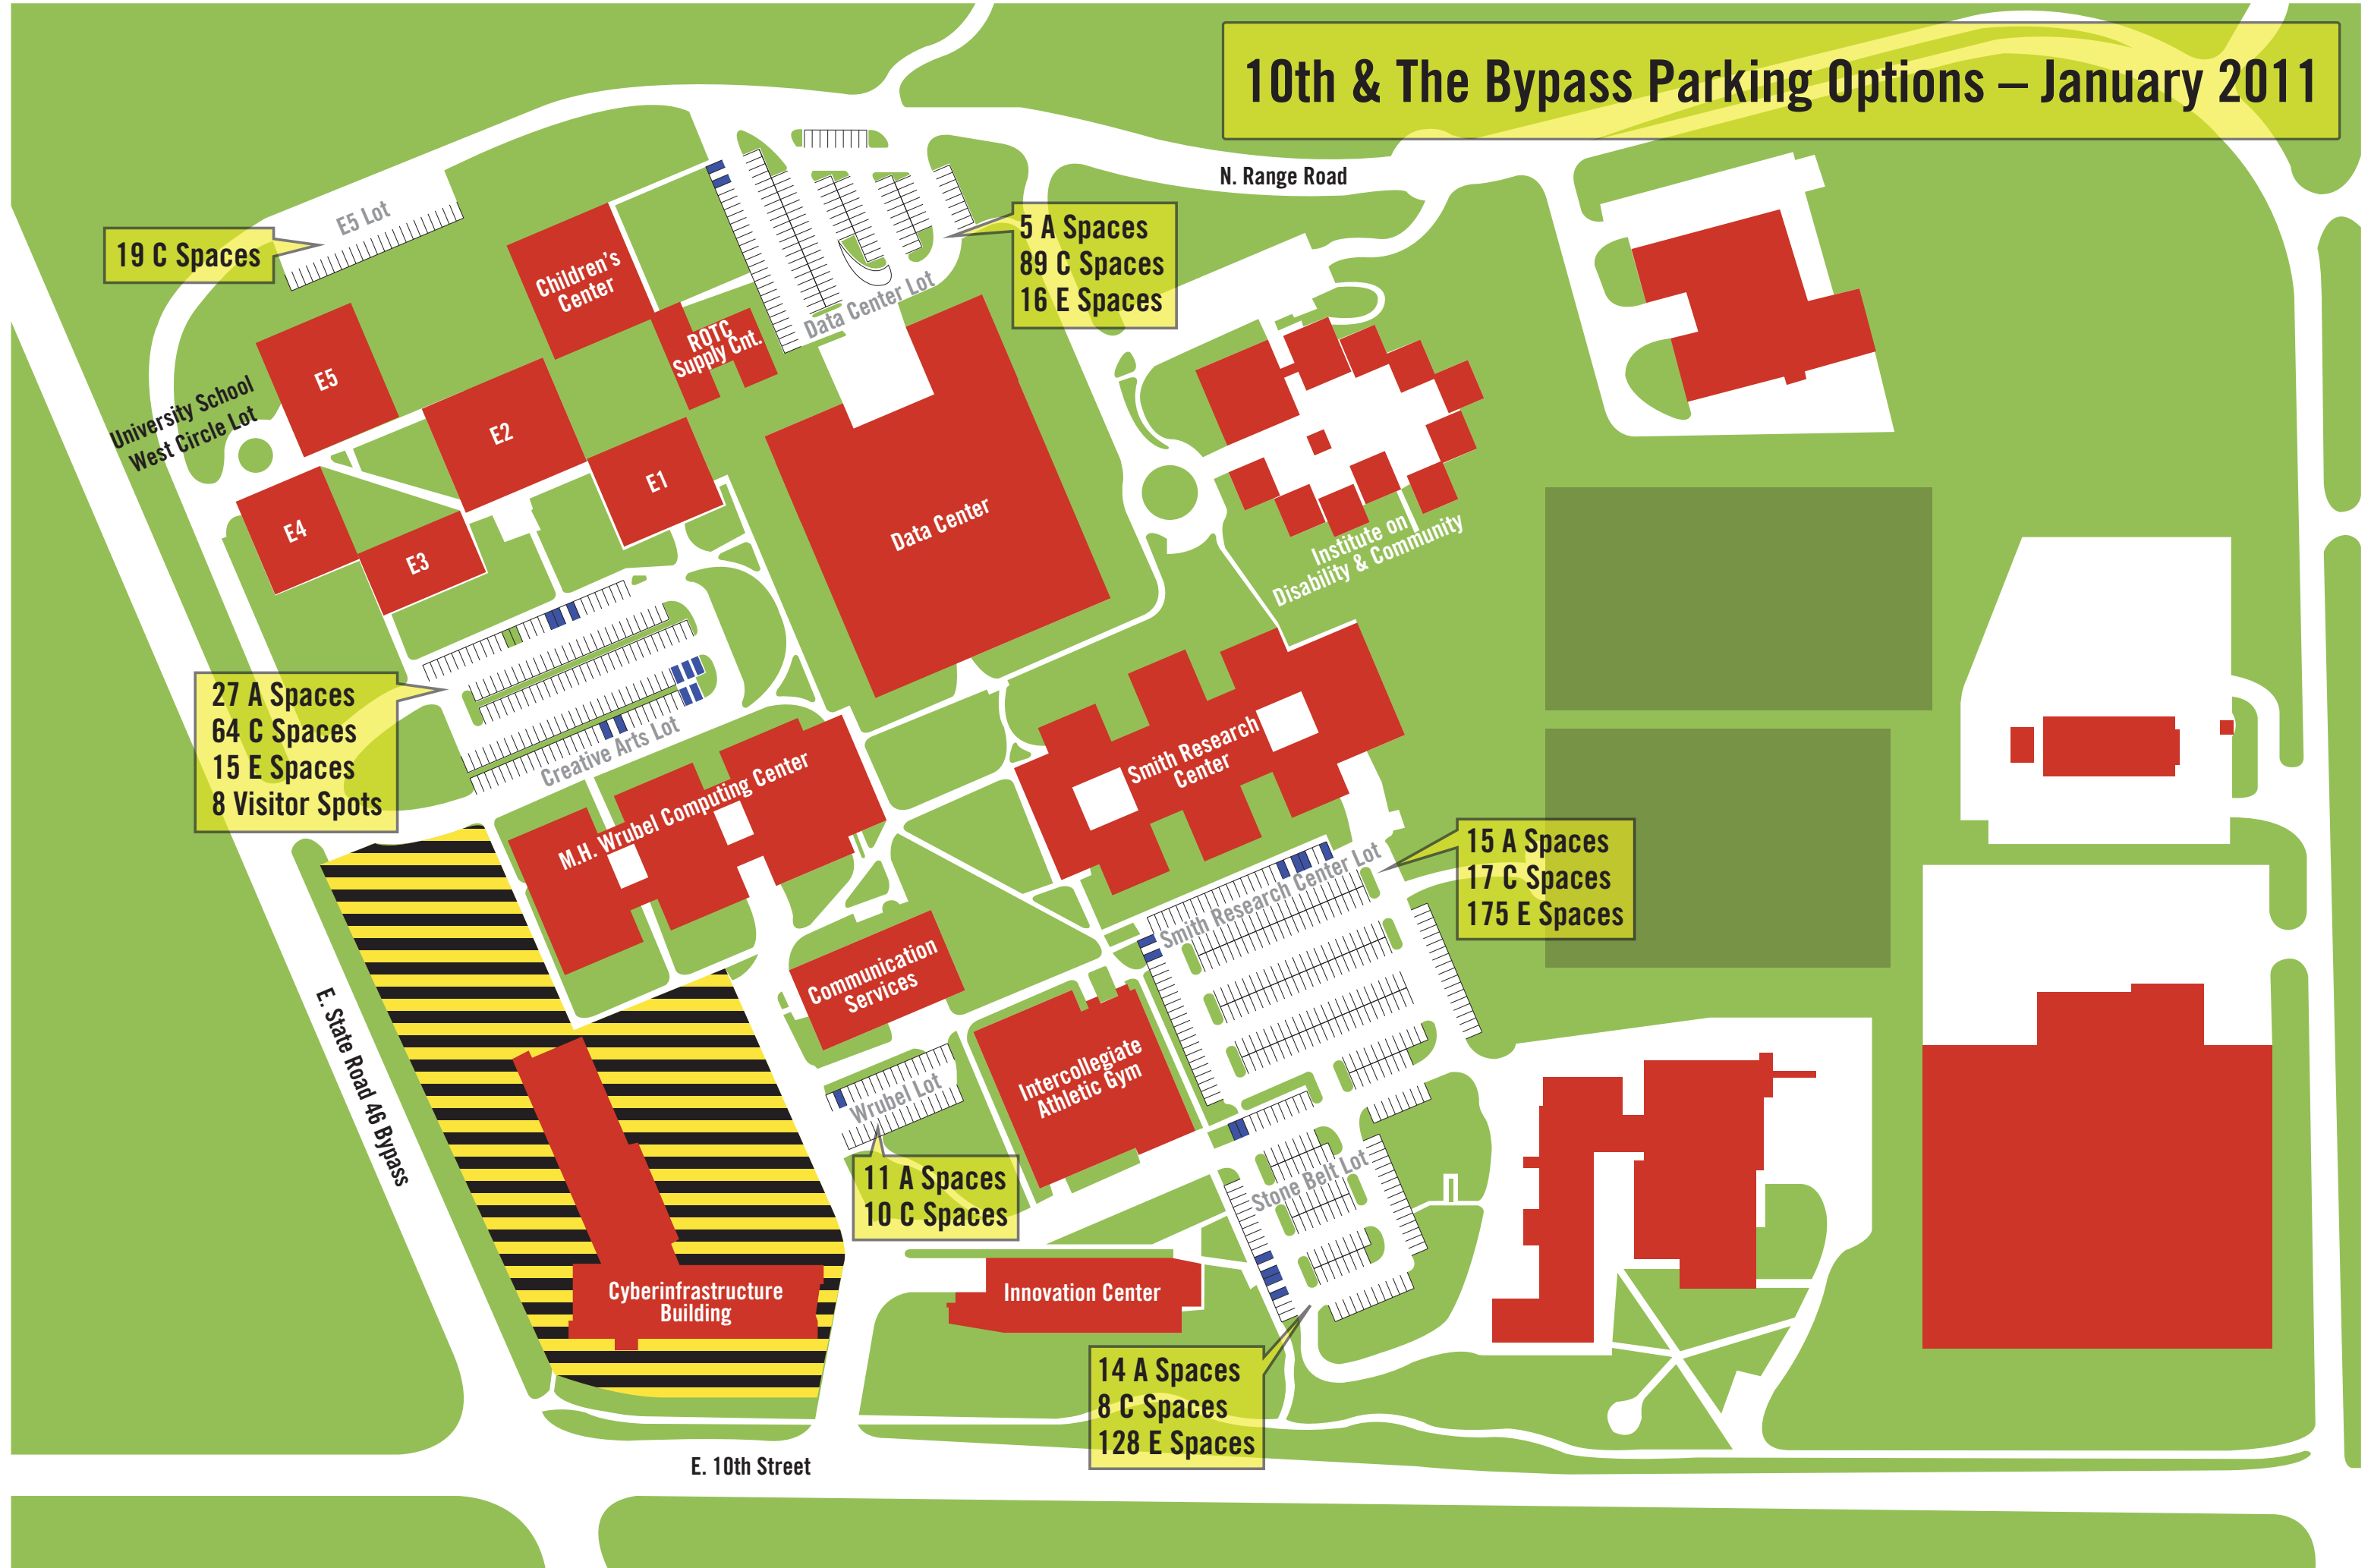 10th & The Bypass Parking Options – January 2011
N. Range Road
E5 Lot
19 C Spaces
5 A Spaces
89 C Spaces
16 E Spaces
Children's
Center
Data Center Lot
ROTC
Supply Cnt.
E5
University School
West Circle Lot
E2
E1
E4
E3
Data Center
Institute on
Disability & Community
27 A Spaces
64 C Spaces
15 E Spaces
8 Visitor Spots
Creative Arts Lot
M.H. Wrubel Computing Center
Smith Research
Center
Smith Research Center Lot
15 A Spaces
17 C Spaces
175 E Spaces
Communication
Services
E. State Road 46 Bypass
Wrubel Lot
Intercollegiate
Athletic Gym
11 A Spaces
10 C Spaces
Stone Belt Lot
Cyberinfrastructure
Building
Innovation Center
14 A Spaces
8 C Spaces
128 E Spaces
E. 10th Street